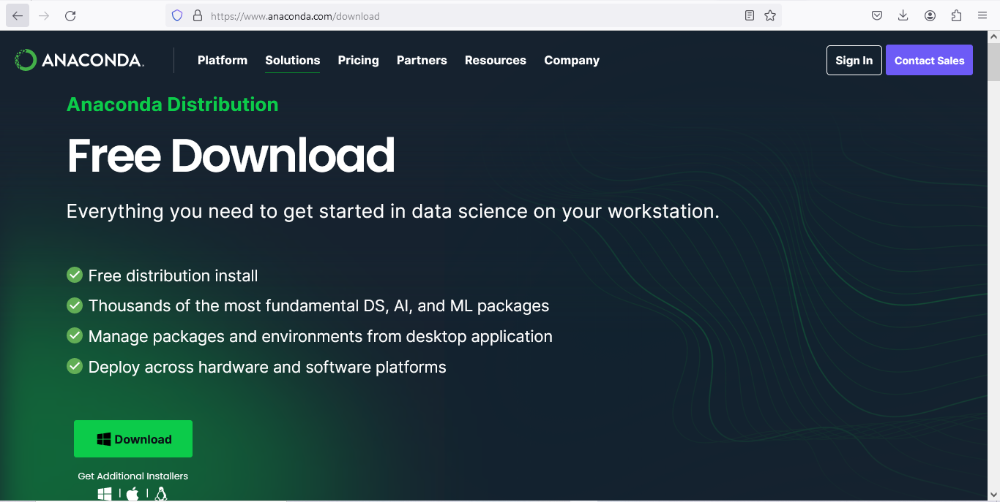 https://www.anaconda.com/download
ANACONDA.
Platform
Solutions
Pricing
Partners
Resources
Company
Sign In
Contact Sales
Anaconda Distribution
Free Download
Everything you need to get started in data science on your workstation.
Free distribution install
Thousands of the most fundamental DS, AI, and ML packages
Manage packages and environments from desktop application
Deploy across hardware and software platforms
Download
Get Additional Installers